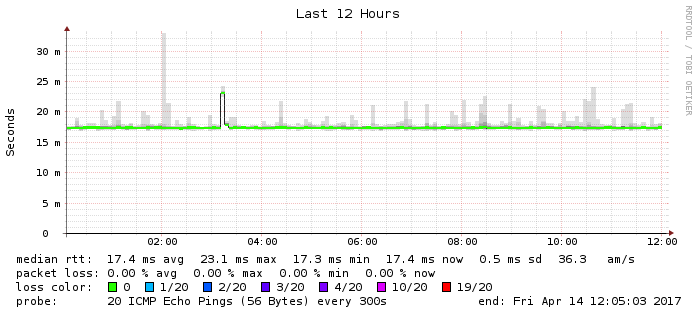 Last 12 Hours
RRDTOOL / TOBI OETIKER
Seconds
30 m
25 m
20 m
15 m
10 m
5 m
0
02:00 04:00 06:00 08:00 10:00 12:00
median rtt: 17.4 ms avg 23.1 ms max 17.3 ms min 17.4 ms now 0.5 ms sd 36.3 am/s
packet loss: 0.00 % avg 0.00 % max 0.00 % min 0.00 % now
loss color: 0 1/20 2/20 3/20 4/20 10/20 19/20
probe: 20 ICMP Echo Pings (56 Bytes) every 300s end: Fri Apr 14 12:05:03 2017